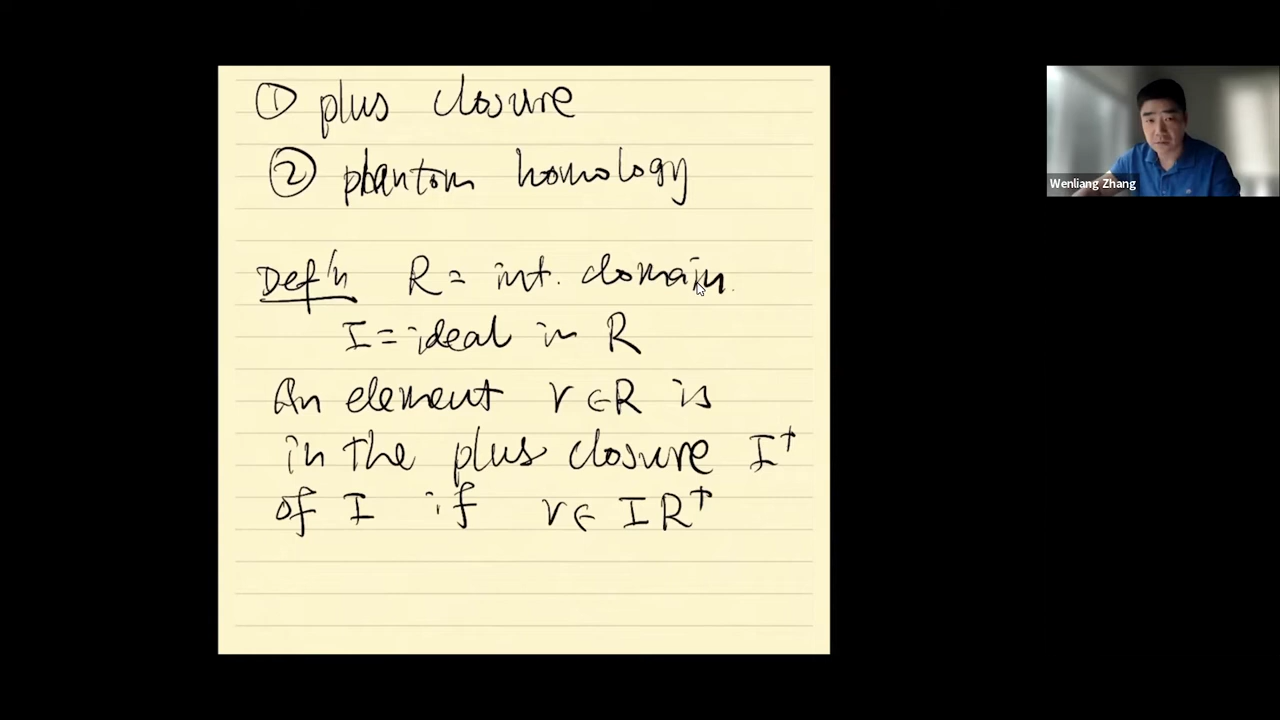 ① plus closure
② phantom homology
Def'n R = int. domain.
I = ideal in R
An element r ∈ R is
in the plus closure I⁺
of I if r ∈ I R⁺
Wenliang Zhang